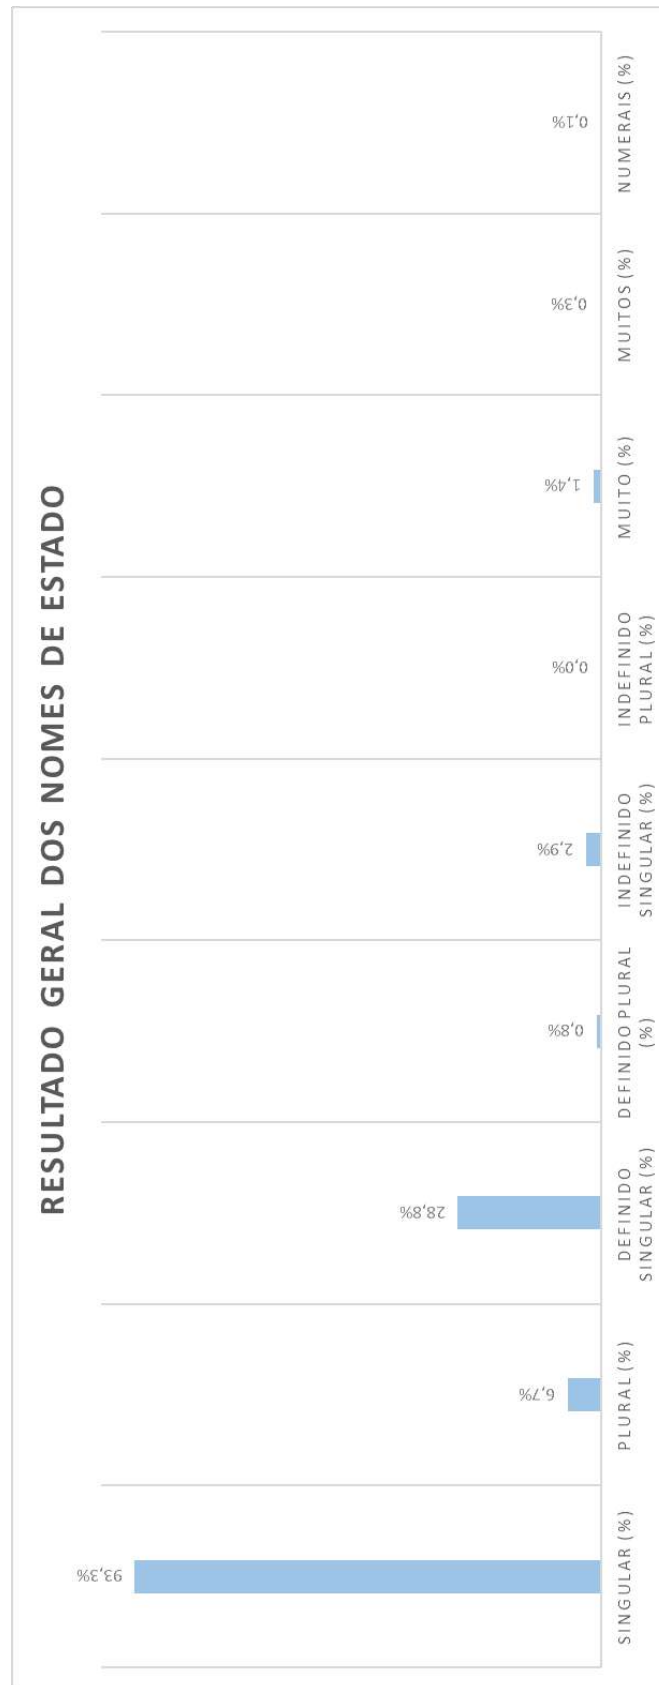 RESULTADO GERAL DOS NOMES DE ESTADO
93,3%
6,7%
28,8%
0,8%
2,9%
0,0%
1,4%
0,3%
0,1%
SINGULAR (%)
PLURAL (%)
DEFINIDO
SINGULAR (%)
DEFINIDO PLURAL
(%)
INDEFINIDO
SINGULAR (%)
INDEFINIDO
PLURAL (%)
MUITO (%)
MUITOS (%)
NUMERAIS (%)